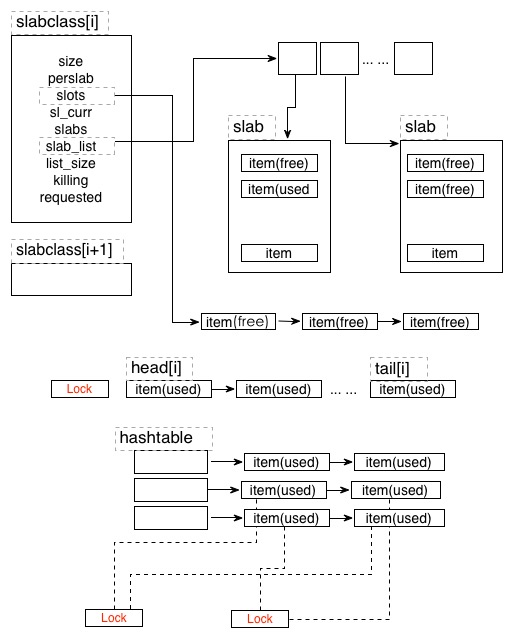 slabclass[i]
size
perslab
slots
sl_curr
slabs
slab_list
list_size
killing
requested
... ...
slab
item(free)
item(used
item
slab
item(free)
item(free)
item
slabclass[i+1]
item(free) item(free) item(free)
head[i] tail[i]
Lock item(used) item(used) ... ... item(used)
hashtable
item(used) item(used)
item(used) item(used)
item(used) item(used)
Lock Lock